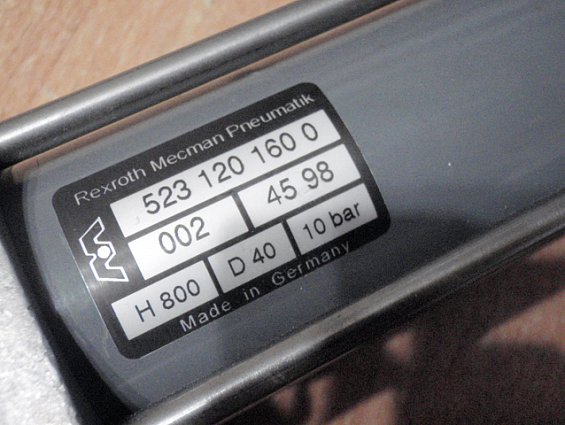 Rexroth Mecman Pneumatik
523 120 160 0
002 45 98
H 800 D 40 10 bar
Made in Germany